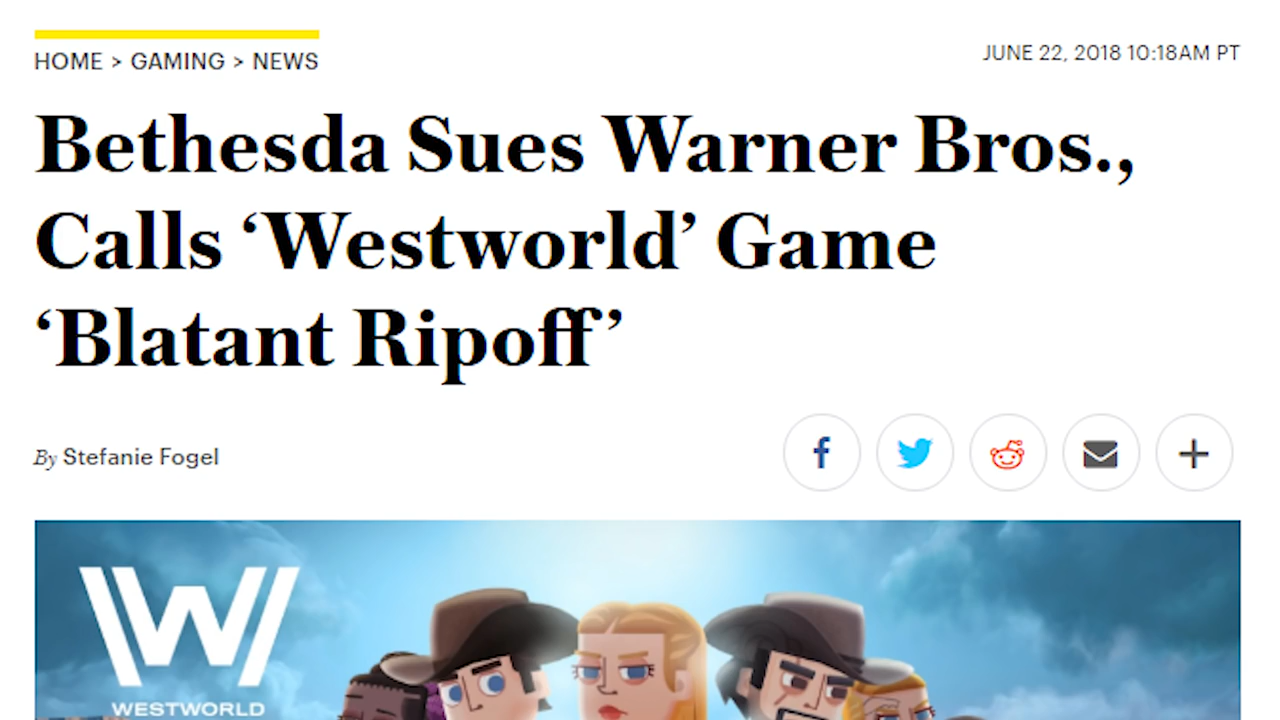 HOME > GAMING > NEWS
JUNE 22, 2018 10:18AM PT
Bethesda Sues Warner Bros.,
Calls ‘Westworld’ Game
‘Blatant Ripoff’
By Stefanie Fogel
W
WESTWORLD